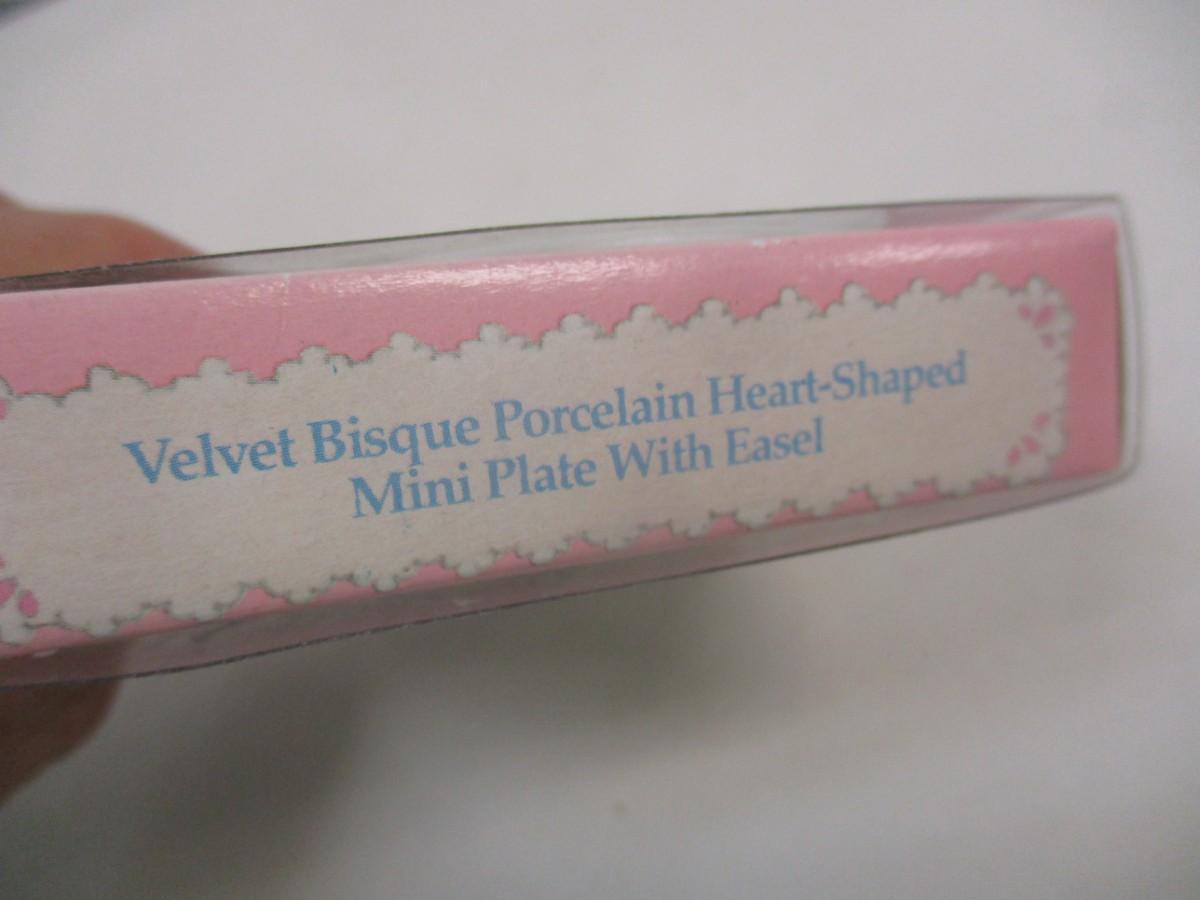 Velvet Bisque Porcelain Heart-Shaped
Mini Plate With Easel